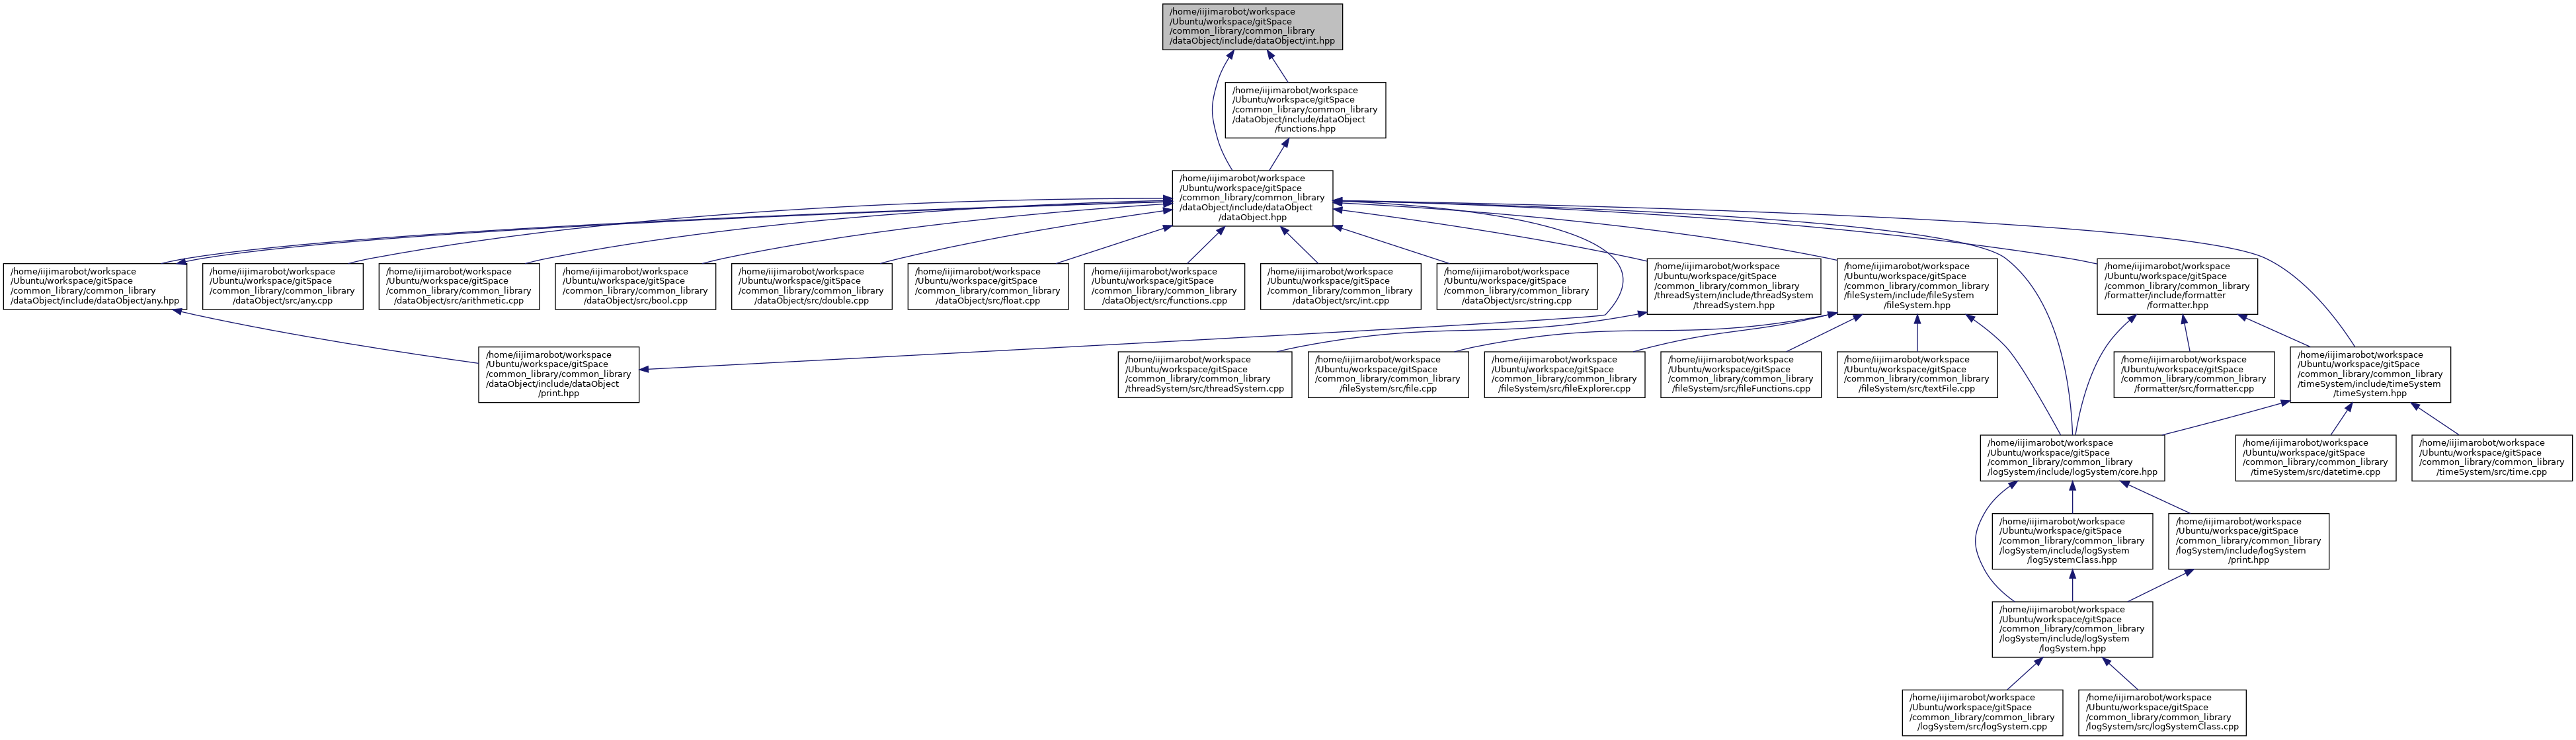 /home/iijimarobot/workspace
/Ubuntu/workspace/gitSpace
/common_library/common_library
/dataObject/include/dataObject/int.hpp
/home/iijimarobot/workspace
/Ubuntu/workspace/gitSpace
/common_library/common_library
/dataObject/include/dataObject
/functions.hpp
/home/iijimarobot/workspace
/Ubuntu/workspace/gitSpace
/common_library/common_library
/dataObject/include/dataObject
/dataObject.hpp
/home/iijimarobot/workspace
/Ubuntu/workspace/gitSpace
/common_library/common_library
/dataObject/include/dataObject/any.hpp
/home/iijimarobot/workspace
/Ubuntu/workspace/gitSpace
/common_library/common_library
/dataObject/src/any.cpp
/home/iijimarobot/workspace
/Ubuntu/workspace/gitSpace
/common_library/common_library
/dataObject/src/arithmetic.cpp
/home/iijimarobot/workspace
/Ubuntu/workspace/gitSpace
/common_library/common_library
/dataObject/src/bool.cpp
/home/iijimarobot/workspace
/Ubuntu/workspace/gitSpace
/common_library/common_library
/dataObject/src/double.cpp
/home/iijimarobot/workspace
/Ubuntu/workspace/gitSpace
/common_library/common_library
/dataObject/src/float.cpp
/home/iijimarobot/workspace
/Ubuntu/workspace/gitSpace
/common_library/common_library
/dataObject/src/functions.cpp
/home/iijimarobot/workspace
/Ubuntu/workspace/gitSpace
/common_library/common_library
/dataObject/src/int.cpp
/home/iijimarobot/workspace
/Ubuntu/workspace/gitSpace
/common_library/common_library
/dataObject/src/string.cpp
/home/iijimarobot/workspace
/Ubuntu/workspace/gitSpace
/common_library/common_library
/threadSystem/include/threadSystem
/threadSystem.hpp
/home/iijimarobot/workspace
/Ubuntu/workspace/gitSpace
/common_library/common_library
/fileSystem/include/fileSystem
/fileSystem.hpp
/home/iijimarobot/workspace
/Ubuntu/workspace/gitSpace
/common_library/common_library
/formatter/include/formatter
/formatter.hpp
/home/iijimarobot/workspace
/Ubuntu/workspace/gitSpace
/common_library/common_library
/dataObject/include/dataObject
/print.hpp
/home/iijimarobot/workspace
/Ubuntu/workspace/gitSpace
/common_library/common_library
/threadSystem/src/threadSystem.cpp
/home/iijimarobot/workspace
/Ubuntu/workspace/gitSpace
/common_library/common_library
/fileSystem/src/file.cpp
/home/iijimarobot/workspace
/Ubuntu/workspace/gitSpace
/common_library/common_library
/fileSystem/src/fileExplorer.cpp
/home/iijimarobot/workspace
/Ubuntu/workspace/gitSpace
/common_library/common_library
/fileSystem/src/fileFunctions.cpp
/home/iijimarobot/workspace
/Ubuntu/workspace/gitSpace
/common_library/common_library
/fileSystem/src/textFile.cpp
/home/iijimarobot/workspace
/Ubuntu/workspace/gitSpace
/common_library/common_library
/formatter/src/formatter.cpp
/home/iijimarobot/workspace
/Ubuntu/workspace/gitSpace
/common_library/common_library
/timeSystem/include/timeSystem
/timeSystem.hpp
/home/iijimarobot/workspace
/Ubuntu/workspace/gitSpace
/common_library/common_library
/logSystem/include/logSystem/core.hpp
/home/iijimarobot/workspace
/Ubuntu/workspace/gitSpace
/common_library/common_library
/timeSystem/src/datetime.cpp
/home/iijimarobot/workspace
/Ubuntu/workspace/gitSpace
/common_library/common_library
/timeSystem/src/time.cpp
/home/iijimarobot/workspace
/Ubuntu/workspace/gitSpace
/common_library/common_library
/logSystem/include/logSystem
/logSystemClass.hpp
/home/iijimarobot/workspace
/Ubuntu/workspace/gitSpace
/common_library/common_library
/logSystem/include/logSystem
/print.hpp
/home/iijimarobot/workspace
/Ubuntu/workspace/gitSpace
/common_library/common_library
/logSystem/include/logSystem
/logSystem.hpp
/home/iijimarobot/workspace
/Ubuntu/workspace/gitSpace
/common_library/common_library
/logSystem/src/logSystem.cpp
/home/iijimarobot/workspace
/Ubuntu/workspace/gitSpace
/common_library/common_library
/logSystem/src/logSystemClass.cpp